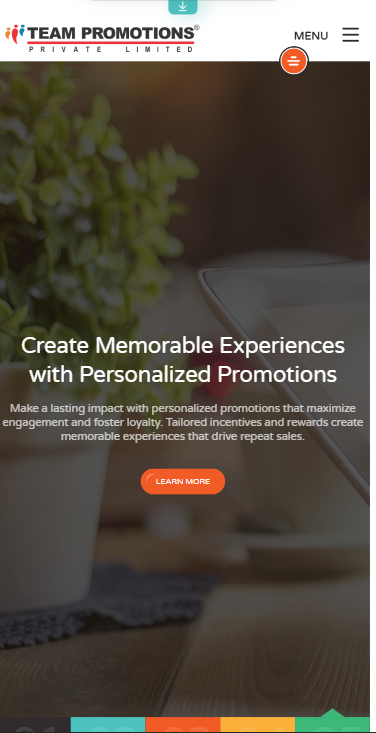 TEAM PROMOTIONS®
PRIVATE LIMITED
MENU
Create Memorable Experiences
with Personalized Promotions
Make a lasting impact with personalized promotions that maximize
engagement and foster loyalty. Tailored incentives and rewards create
memorable experiences that drive repeat sales.
LEARN MORE